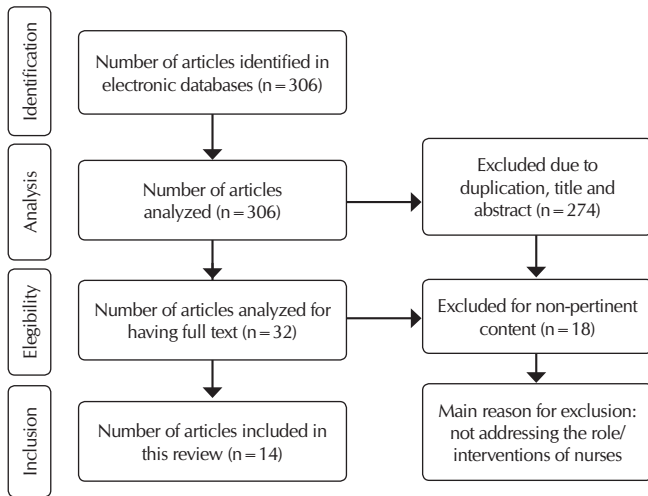 Identification
Number of articles identified in
electronic databases (n=306)
Analysis
Number of articles
analyzed (n=306)
Excluded due to
duplication, title and
abstract (n=274)
Elegibility
Number of articles analyzed for
having full text (n=32)
Excluded for non-pertinent
content (n=18)
Inclusion
Number of articles included in
this review (n=14)
Main reason for exclusion:
not addressing the role/
interventions of nurses